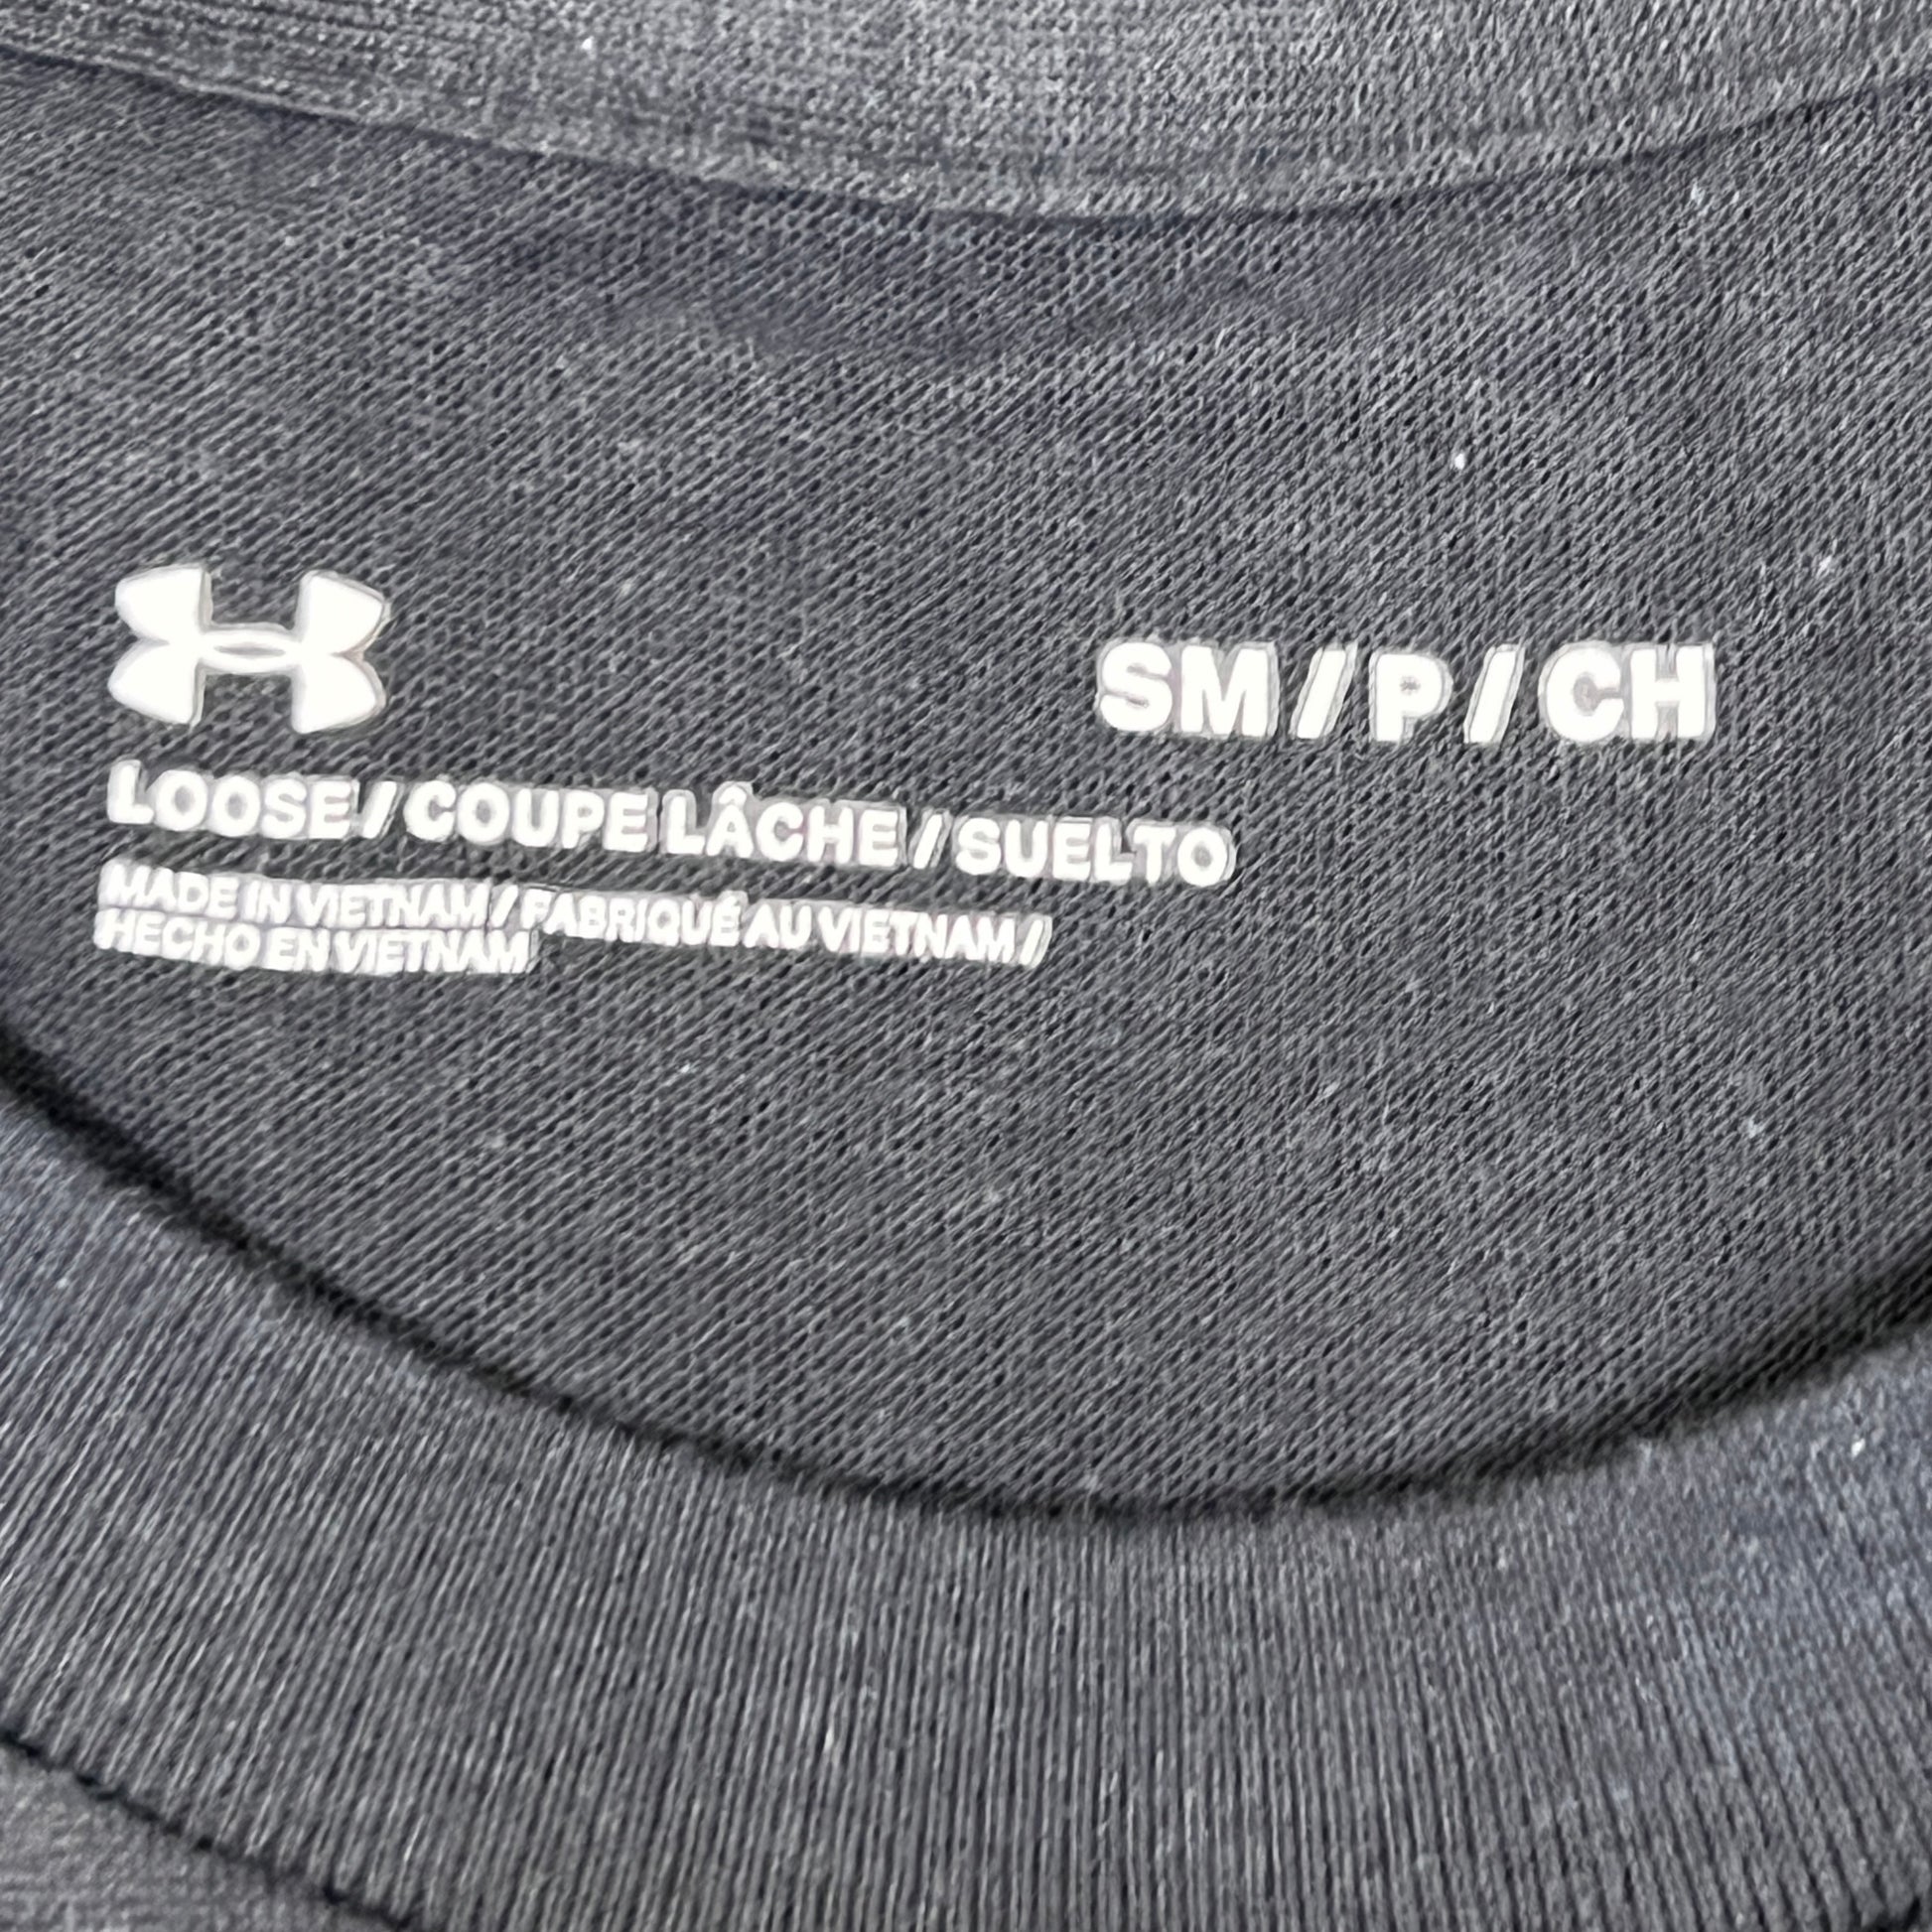 SM / P / CH
LOOSE / COUPE LÂCHE / SUELTO
MADE IN VIETNAM / FABRIQUÉ AU VIETNAM /
HECHO EN VIETNAM